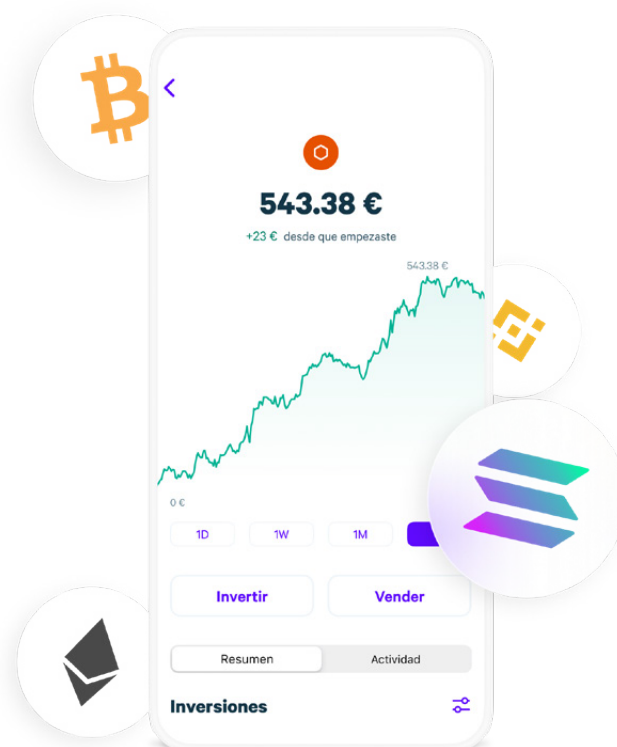 543.38 €
+23 € desde que empezaste
543.38 €
0 €
1D 1W 1M
Invertir Vender
Resumen Actividad
Inversiones